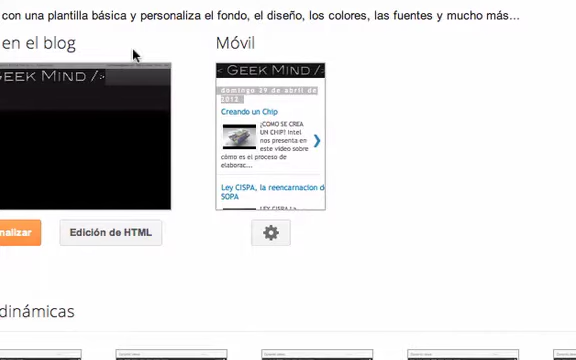 con una plantilla básica y personaliza el fondo, el diseño, los colores, las fuentes y mucho más...
en el blog
Móvil
GEEK MIND />
< GEEK MIND />
domingo 29 de abril de
2012
Creando un Chip
¿COMO SE CREA
UN CHIP? Intel
nos presenta en
este video sobre
cómo es el proceso de
elaborac...
Ley CISPA, la reencarnacion de
SOPA
nalizar
Edición de HTML
dinámicas